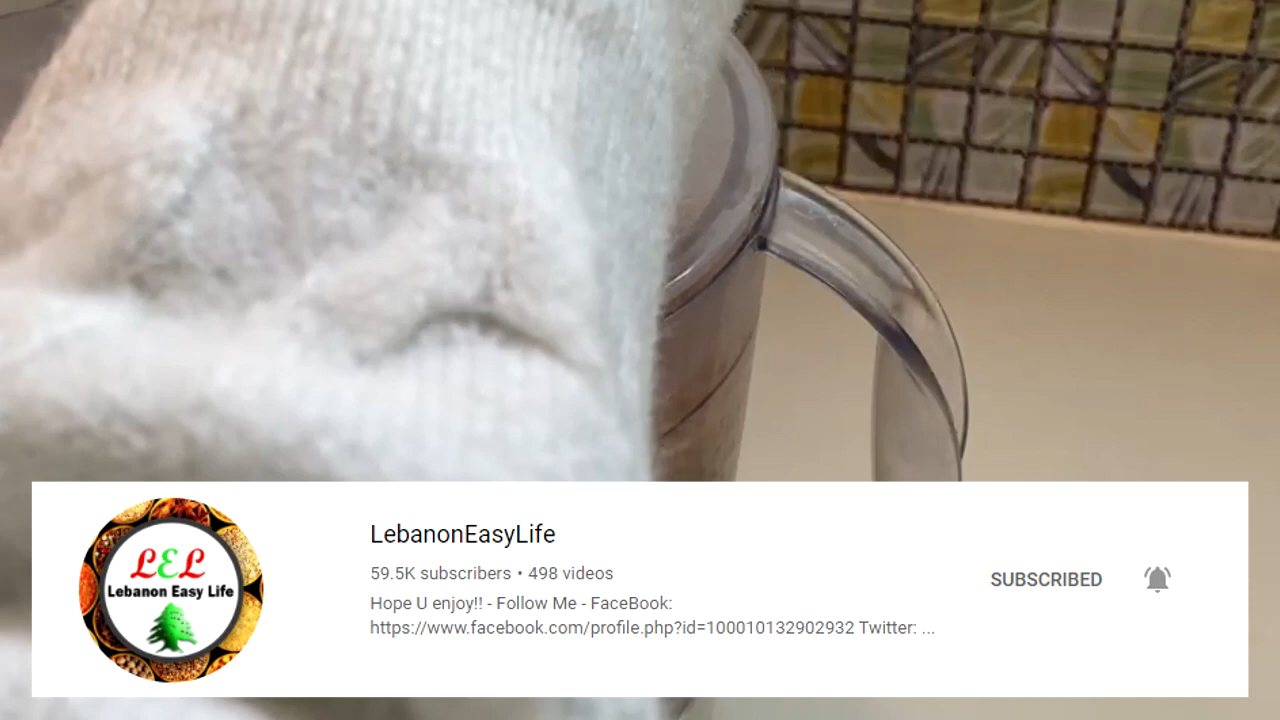 LebanonEasyLife
59.5K subscribers • 498 videos
Hope U enjoy!! - Follow Me - FaceBook:
https://www.facebook.com/profile.php?id=100010132902932 Twitter: ...
SUBSCRIBED
LEL
Lebanon Easy Life